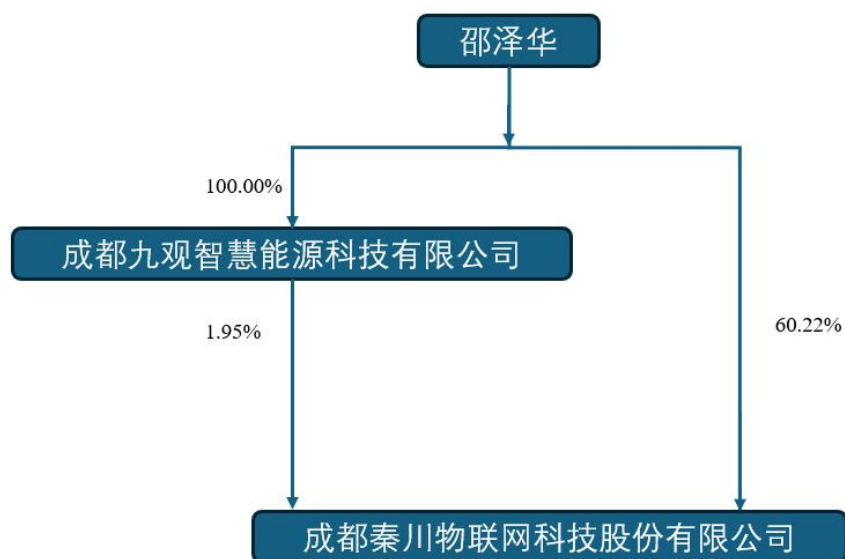 邵泽华
100.00%
成都九观智慧能源科技有限公司
1.95%
60.22%
成都秦川物联网科技股份有限公司